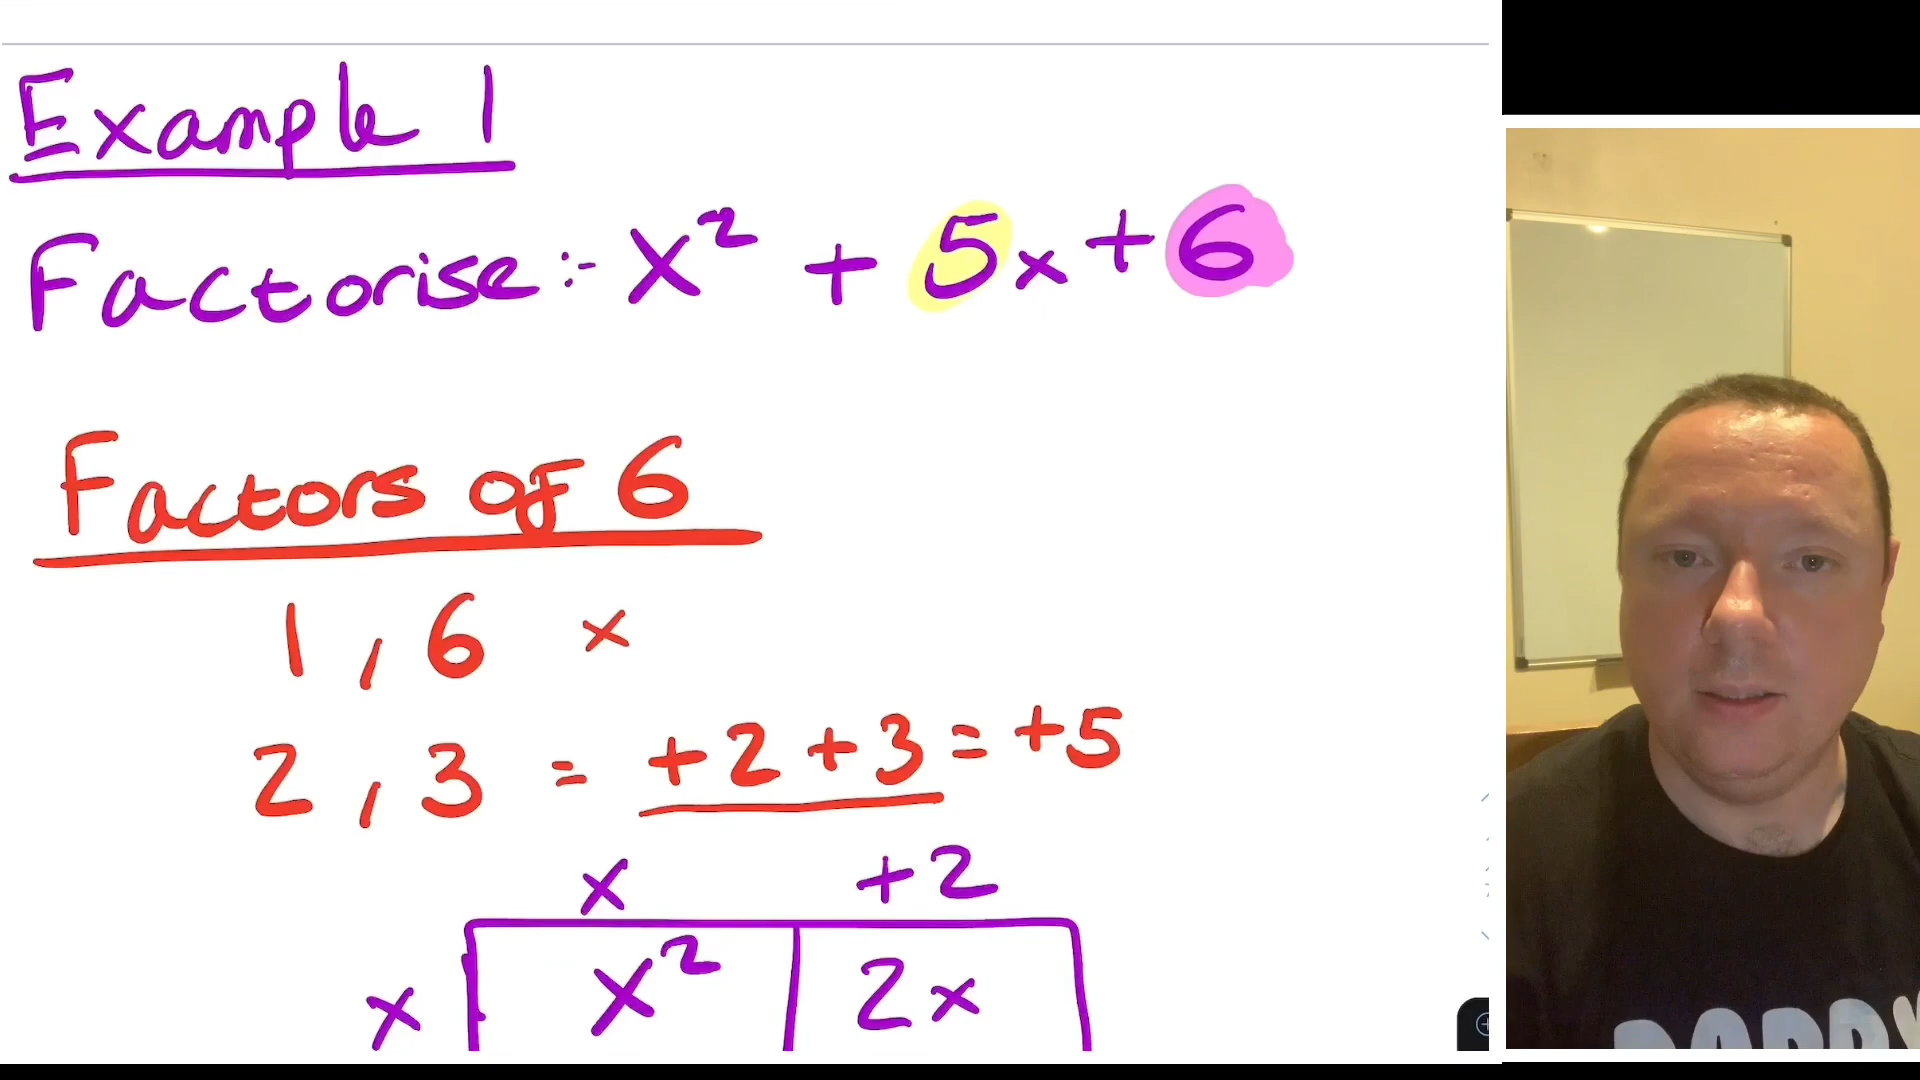 Example 1
Factorise:- x² + 5x + 6
Factors of 6
1 , 6 ×
2 , 3 = +2 +3 = +5
x +2
x x² 2x